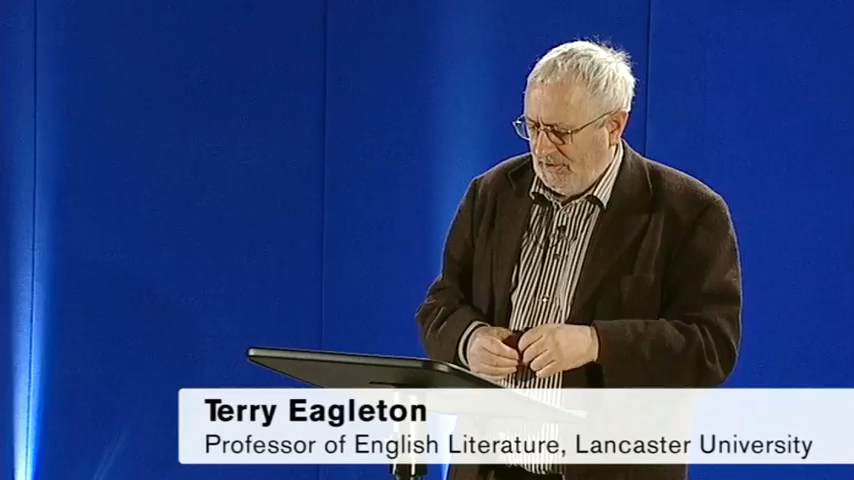 Terry Eagleton
Professor of English Literature, Lancaster University